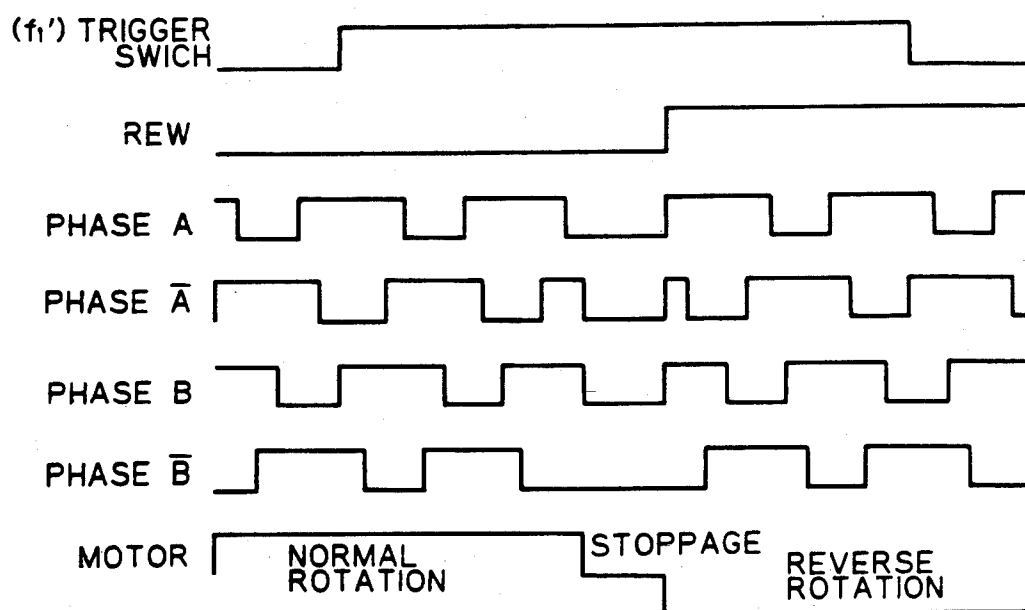 (f1') TRIGGER
SWICH
REW
PHASE A
PHASE A̅
PHASE B
PHASE B̅
MOTOR
NORMAL
ROTATION
STOPPAGE
REVERSE
ROTATION